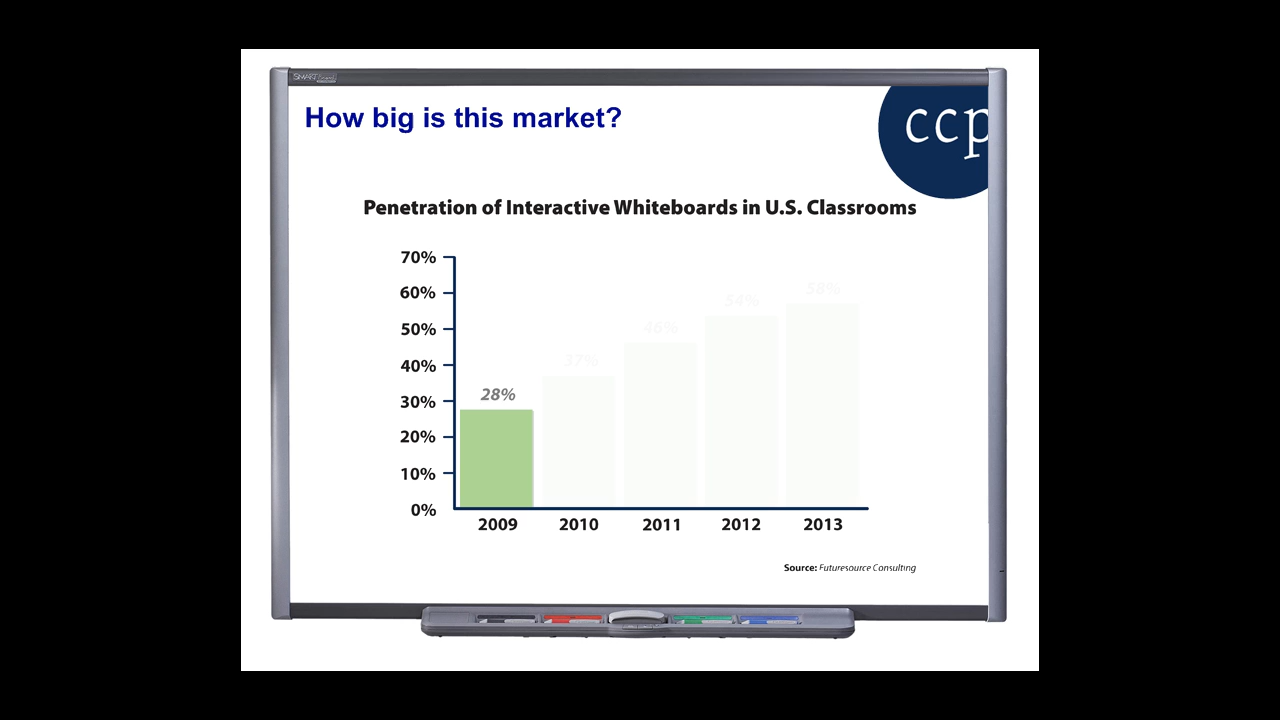 SMART
How big is this market?
ccp
Penetration of Interactive Whiteboards in U.S. Classrooms
70%
60%
50%
40%
30%
20%
10%
0%
28%
37%
46%
54%
58%
2009 2010 2011 2012 2013
Source: Futuresource Consulting